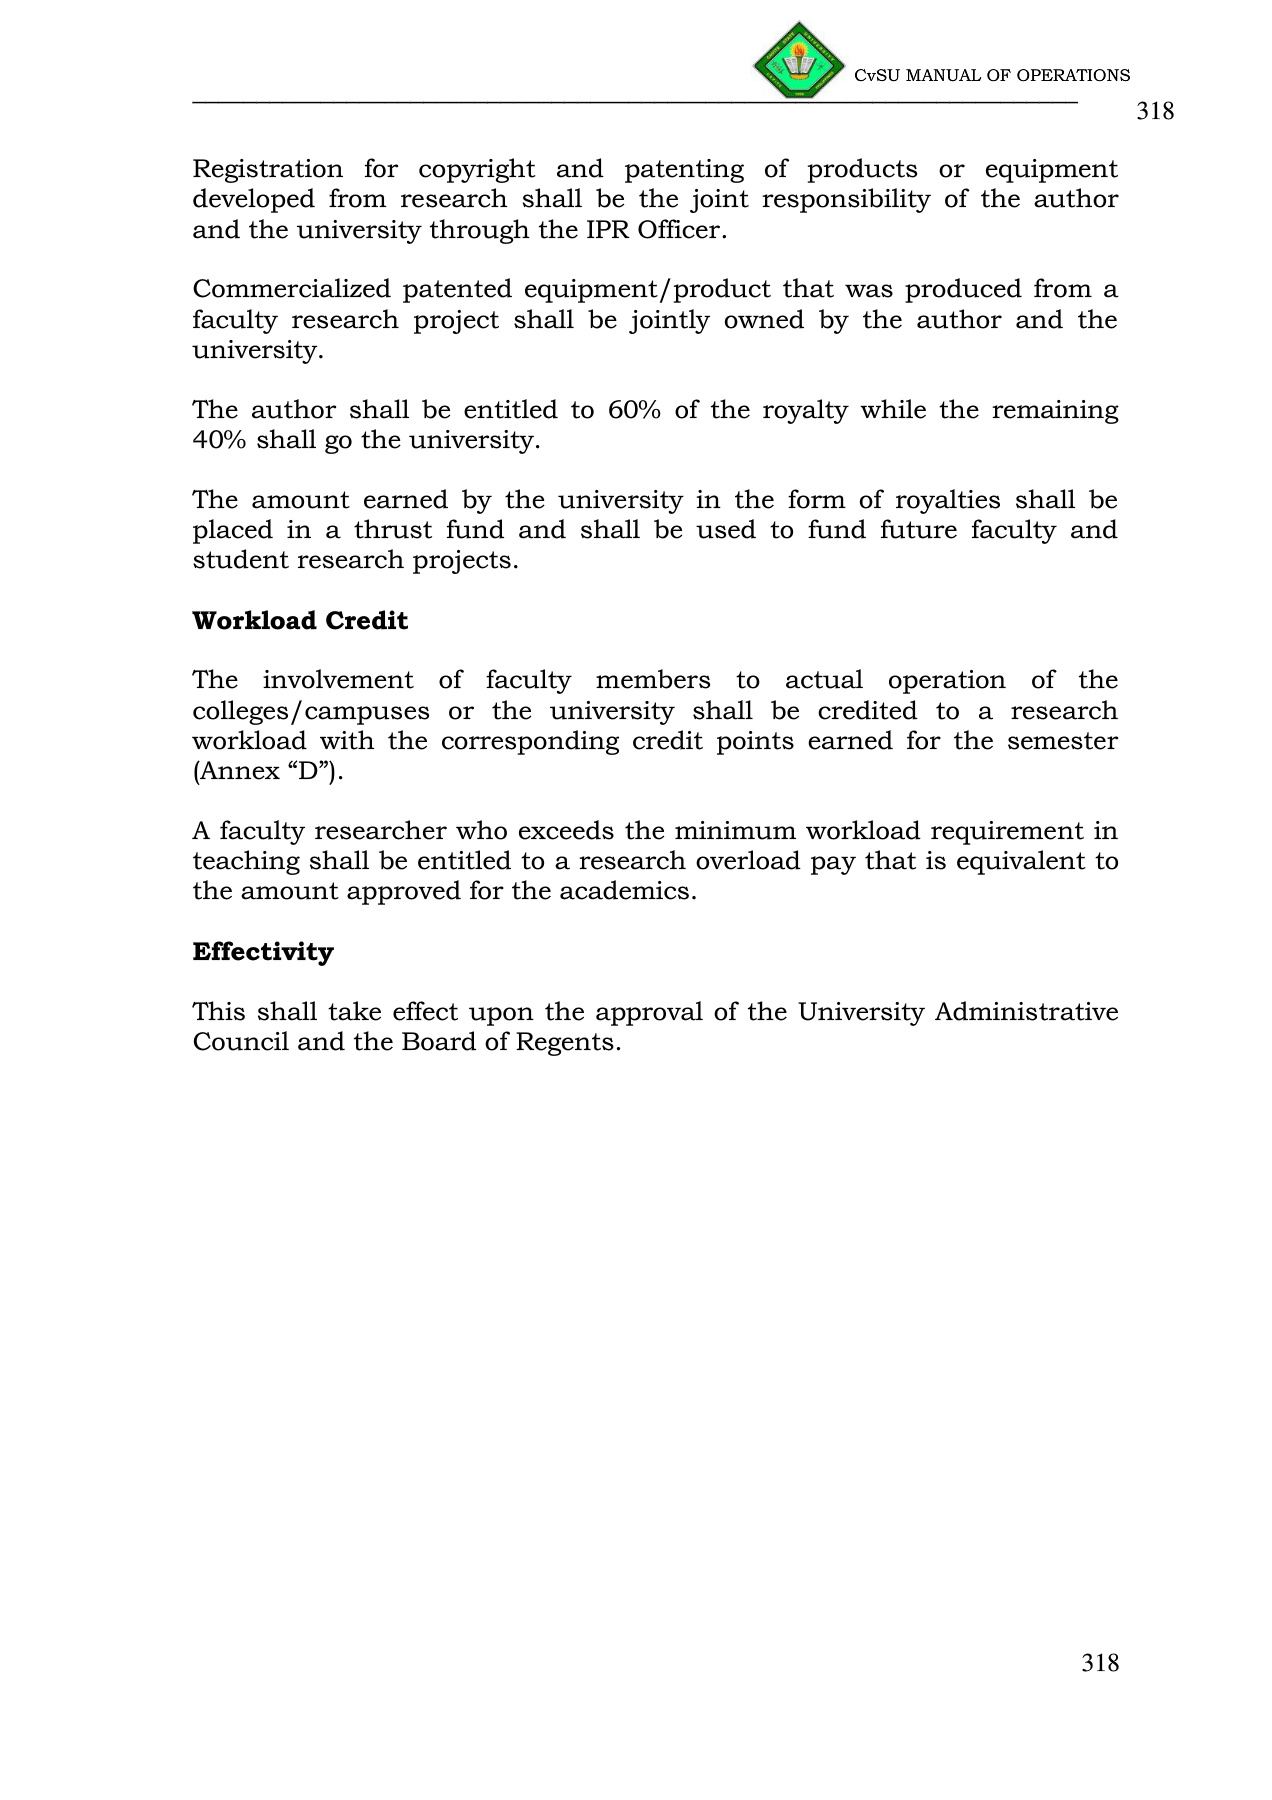 CvSU MANUAL OF OPERATIONS
318
Registration for copyright and patenting of products or equipment
developed from research shall be the joint responsibility of the author
and the university through the IPR Officer.
Commercialized patented equipment/product that was produced from a
faculty research project shall be jointly owned by the author and the
university.
The author shall be entitled to 60% of the royalty while the remaining
40% shall go the university.
The amount earned by the university in the form of royalties shall be
placed in a thrust fund and shall be used to fund future faculty and
student research projects.
Workload Credit
The involvement of faculty members to actual operation of the
colleges/campuses or the university shall be credited to a research
workload with the corresponding credit points earned for the semester
(Annex “D”).
A faculty researcher who exceeds the minimum workload requirement in
teaching shall be entitled to a research overload pay that is equivalent to
the amount approved for the academics.
Effectivity
This shall take effect upon the approval of the University Administrative
Council and the Board of Regents.
318